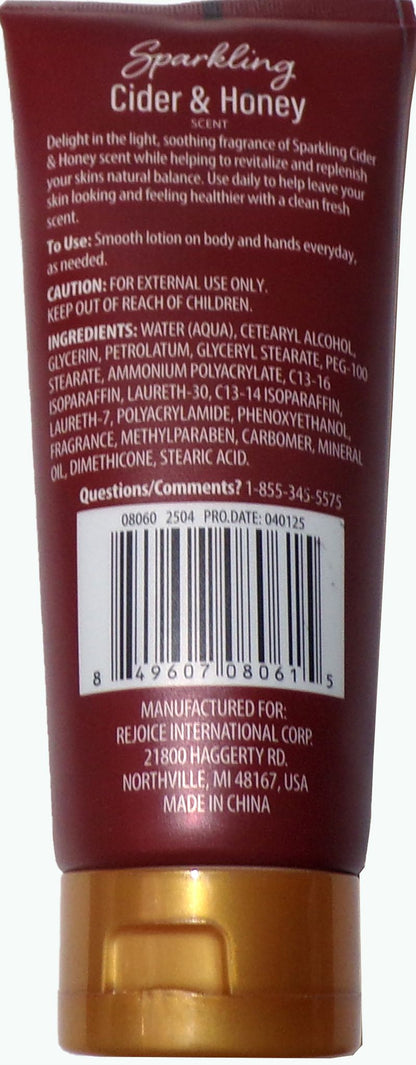 Sparkling
Cider & Honey
SCENT
Delight in the light, soothing fragrance of Sparkling Cider
& Honey scent while helping to revitalize and replenish
your skins natural balance. Use daily to help leave your
skin looking and feeling healthier with a clean fresh
scent.
To Use: Smooth lotion on body and hands everyday,
as needed.
CAUTION: FOR EXTERNAL USE ONLY.
KEEP OUT OF REACH OF CHILDREN.
INGREDIENTS: WATER (AQUA), CETEARYL ALCOHOL,
GLYCERIN, PETROLATUM, GLYCERYL STEARATE, PEG-100
STEARATE, AMMONIUM POLYACRYLATE, C13-16
ISOPARAFFIN, LAURETH-30, C13-14 ISOPARAFFIN,
LAURETH-7, POLYACRYLAMIDE, PHENOXYETHANOL,
FRAGRANCE, METHYLPARABEN, CARBOMER, MINERAL
OIL, DIMETHICONE, STEARIC ACID.
Questions/Comments? 1-855-345-5575
08060 2504 PRO.DATE: 040125
8 49607 08061 5
MANUFACTURED FOR:
REJOICE INTERNATIONAL CORP.
21800 HAGGERTY RD.
NORTHVILLE, MI 48167, USA
MADE IN CHINA